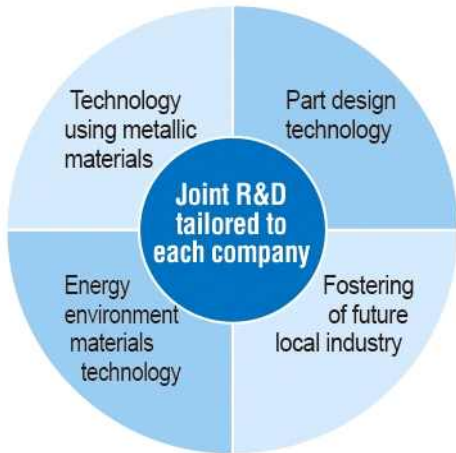 Technology
using metallic
materials
Part design
technology
Joint R&D
tailored to
each company
Energy
environment
materials
technology
Fostering
of future
local industry